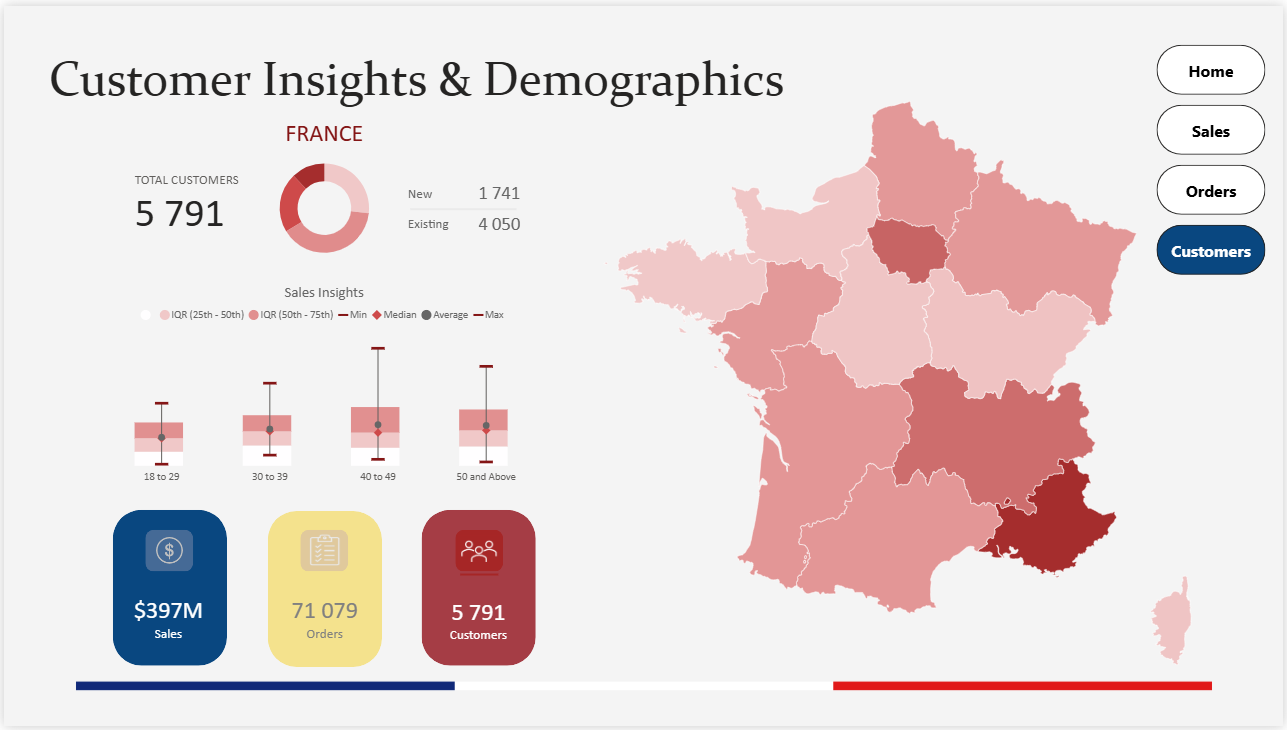 Customer Insights & Demographics
Home
Sales
Orders
Customers
FRANCE
TOTAL CUSTOMERS
5 791
New 1 741
Existing 4 050
Sales Insights
IQR (25th - 50th) IQR (50th - 75th) Min Median Average Max
18 to 29 30 to 39 40 to 49 50 and Above
$
$397M
Sales
71 079
Orders
5 791
Customers